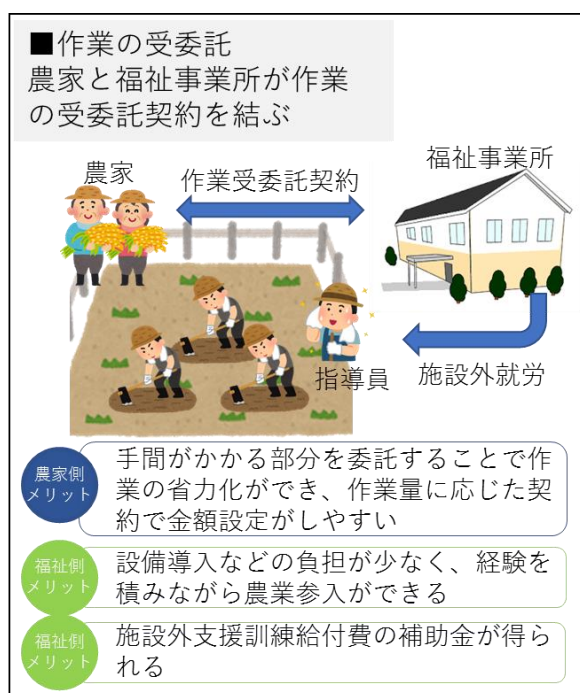 ■作業の受委託
農家と福祉事業所が作業
の受委託契約を結ぶ
農家
作業受委託契約
福祉事業所
指導員
施設外就労
農家側
メリット
手間がかかる部分を委託することで作
業の省力化ができ、作業量に応じた契
約で金額設定がしやすい
福祉側
メリット
設備導入などの負担が少なく、経験を
積みながら農業参入ができる
福祉側
メリット
施設外支援訓練給付費の補助金が得ら
れる